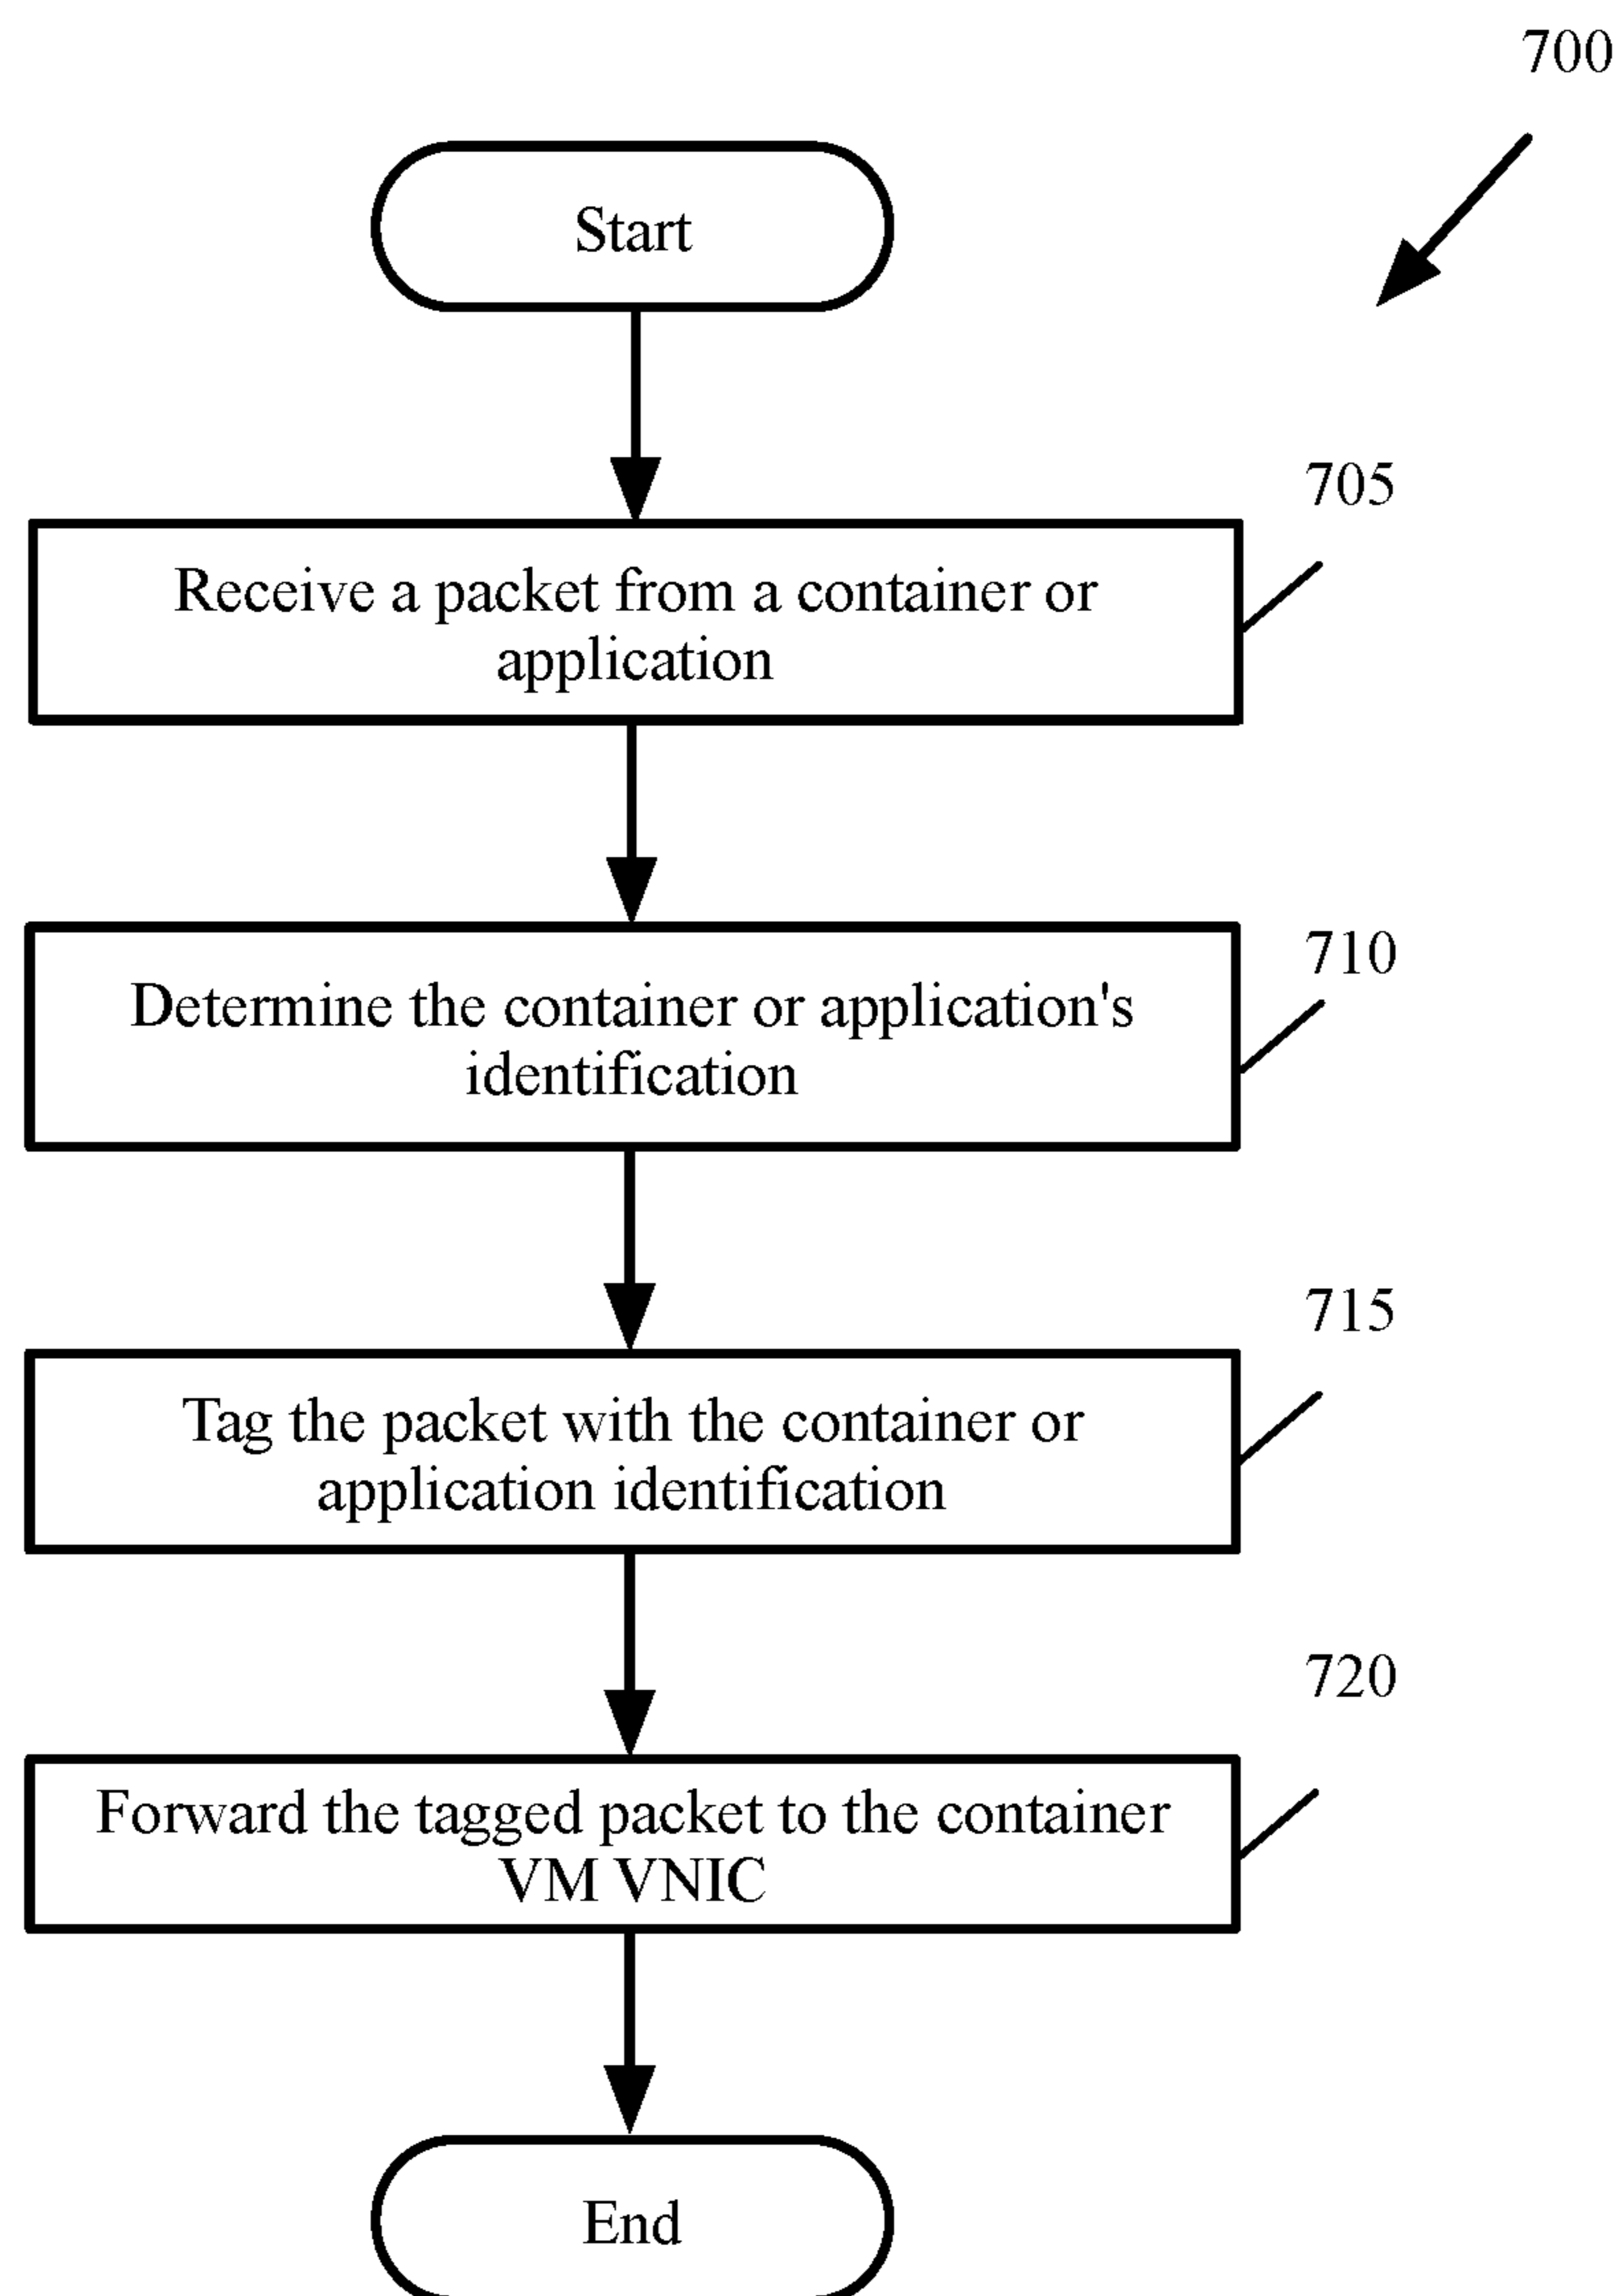 700
Start
705
Receive a packet from a container or
application
710
Determine the container or application's
identification
715
Tag the packet with the container or
application identification
720
Forward the tagged packet to the container
VM VNIC
End